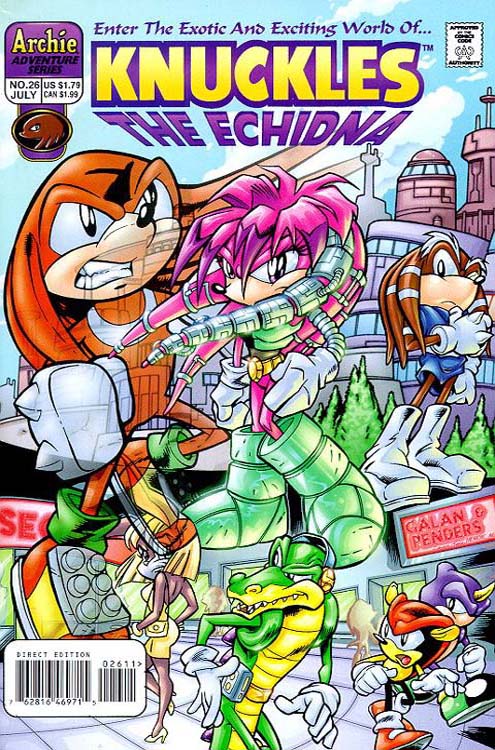 Archie
ADVENTURE
SERIES
NO.26
JULY
US $1.79
CAN $1.99
Enter The Exotic And Exciting World Of...
KNUCKLES™
THE ECHIDNA
APPROVED
BY THE
COMICS
CODE
AUTHORITY
SEC
GALAN &
PENDERS
DIRECT EDITION
02611>
7 62816 46971 5